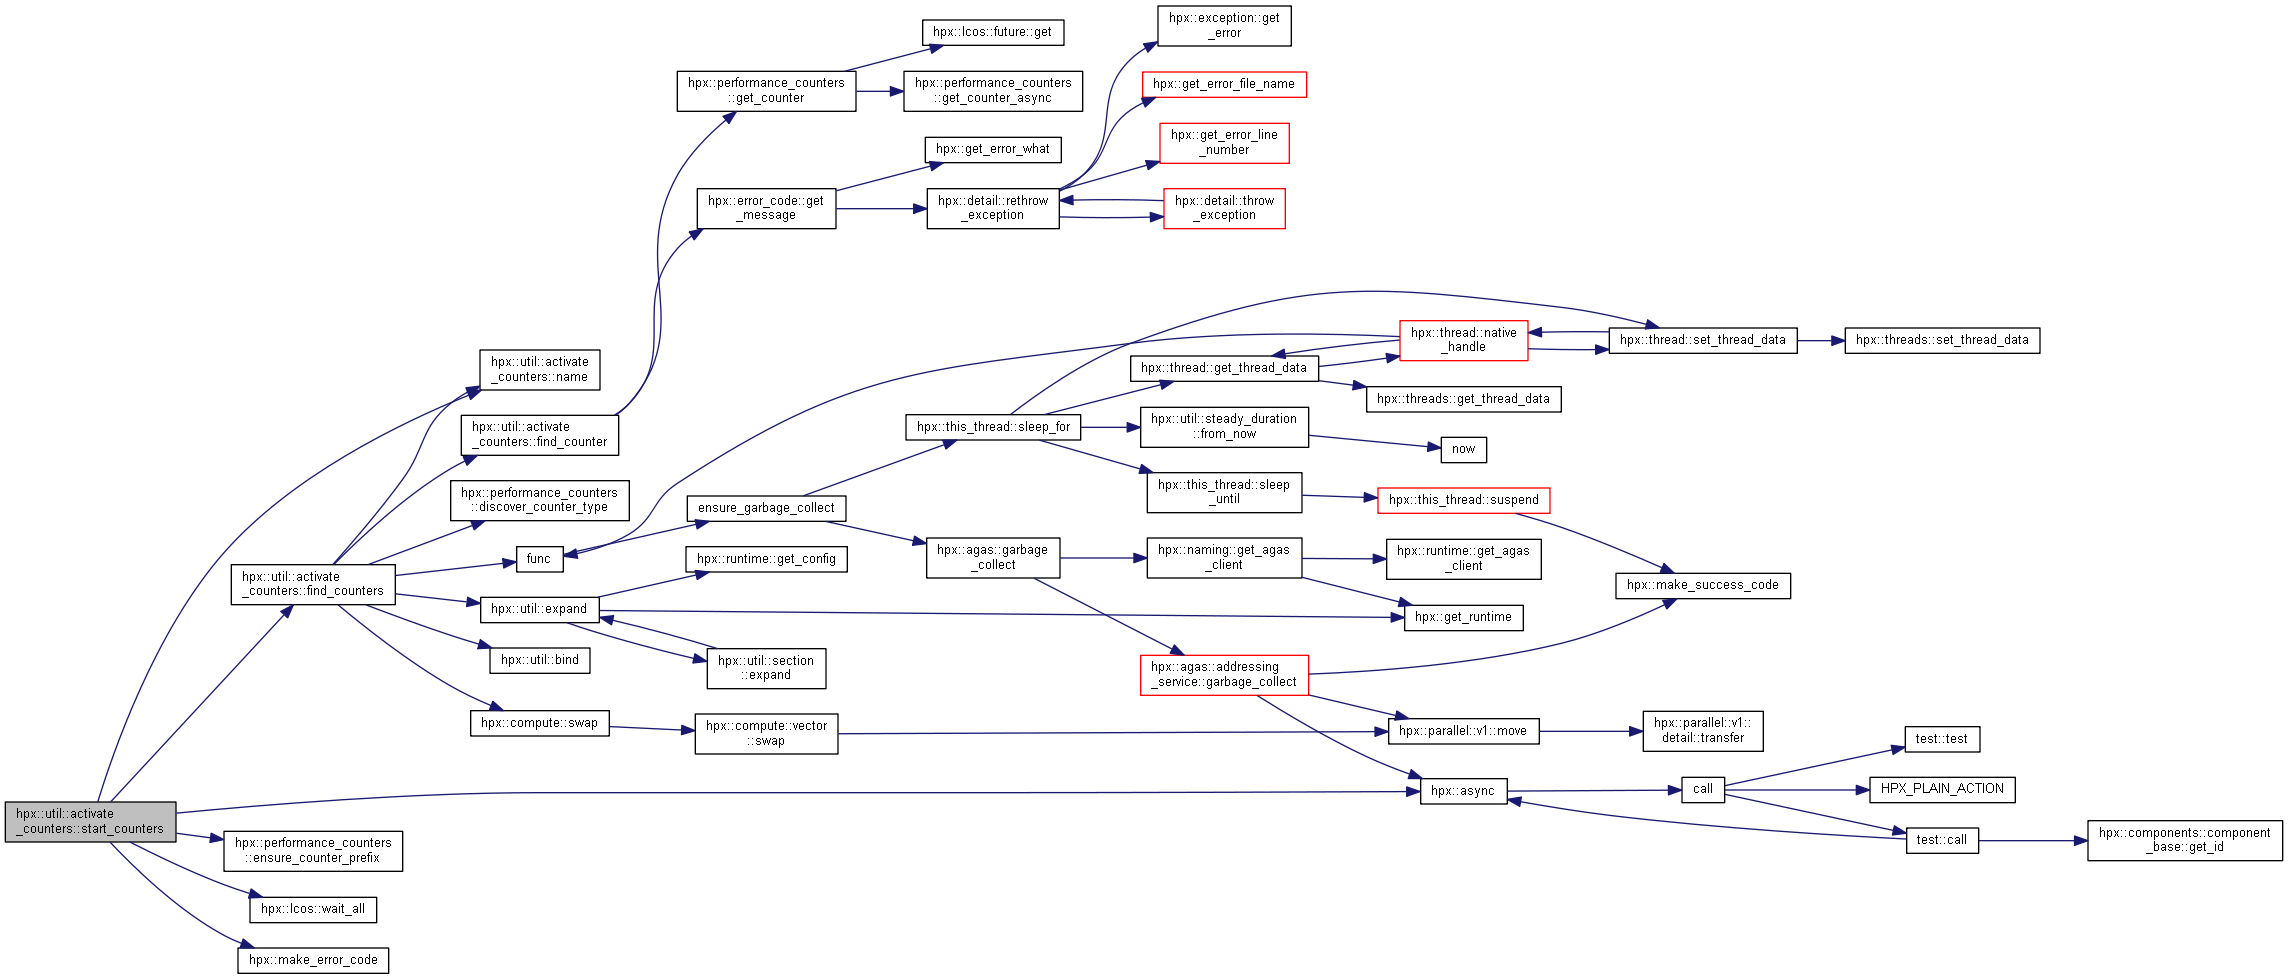 hpx::util::activate
_counters::start_counters
hpx::util::activate
_counters::find_counters
hpx::performance_counters
::ensure_counter_prefix
hpx::lcos::wait_all
hpx::make_error_code
hpx::util::activate
_counters::name
hpx::util::activate
_counters::find_counter
hpx::performance_counters
::discover_counter_type
func
hpx::util::expand
hpx::util::bind
hpx::compute::swap
hpx::performance_counters
::get_counter
hpx::error_code::get
_message
ensure_garbage_collect
hpx::runtime::get_config
hpx::util::section
::expand
hpx::compute::vector
::swap
hpx::lcos::future::get
hpx::performance_counters
::get_counter_async
hpx::get_error_what
hpx::detail::rethrow
_exception
hpx::this_thread::sleep_for
hpx::agas::garbage
_collect
hpx::exception::get
_error
hpx::get_error_file_name
hpx::get_error_line
_number
hpx::detail::throw
_exception
hpx::thread::get_thread_data
hpx::util::steady_duration
::from_now
hpx::this_thread::sleep
_until
hpx::naming::get_agas
_client
hpx::agas::addressing
_service::garbage_collect
hpx::thread::native
_handle
hpx::threads::get_thread_data
now
hpx::this_thread::suspend
hpx::runtime::get_agas
_client
hpx::get_runtime
hpx::parallel::v1::move
hpx::async
hpx::thread::set_thread_data
hpx::make_success_code
hpx::parallel::v1::
detail::transfer
call
hpx::threads::set_thread_data
test::test
HPX_PLAIN_ACTION
test::call
hpx::components::component
_base::get_id